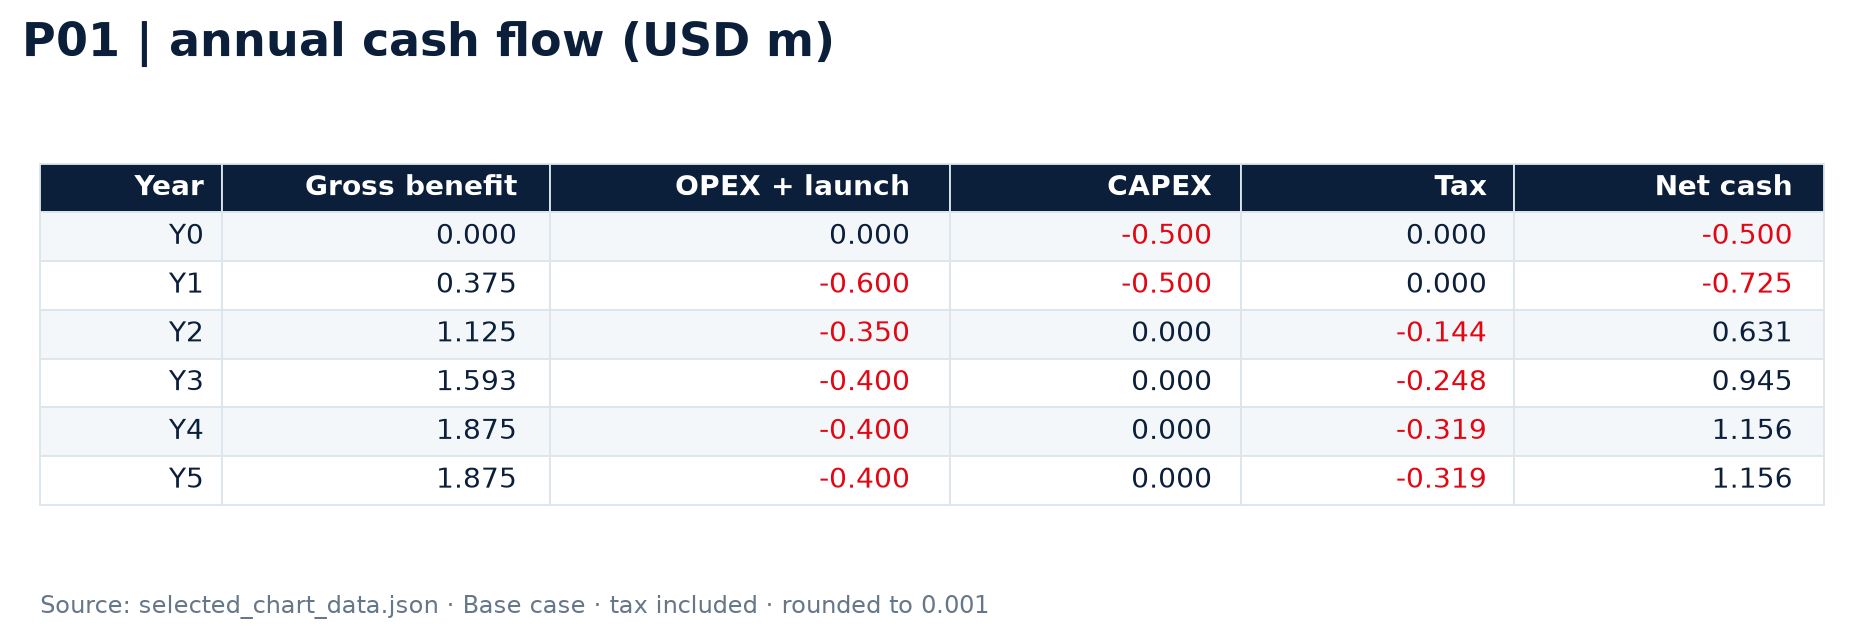 P01 | annual cash flow (USD m)
Year Gross benefit OPEX + launch CAPEX Tax Net cash
Y0 0.000 0.000 -0.500 0.000 -0.500
Y1 0.375 -0.600 -0.500 0.000 -0.725
Y2 1.125 -0.350 0.000 -0.144 0.631
Y3 1.593 -0.400 0.000 -0.248 0.945
Y4 1.875 -0.400 0.000 -0.319 1.156
Y5 1.875 -0.400 0.000 -0.319 1.156
Source: selected_chart_data.json · Base case · tax included · rounded to 0.001